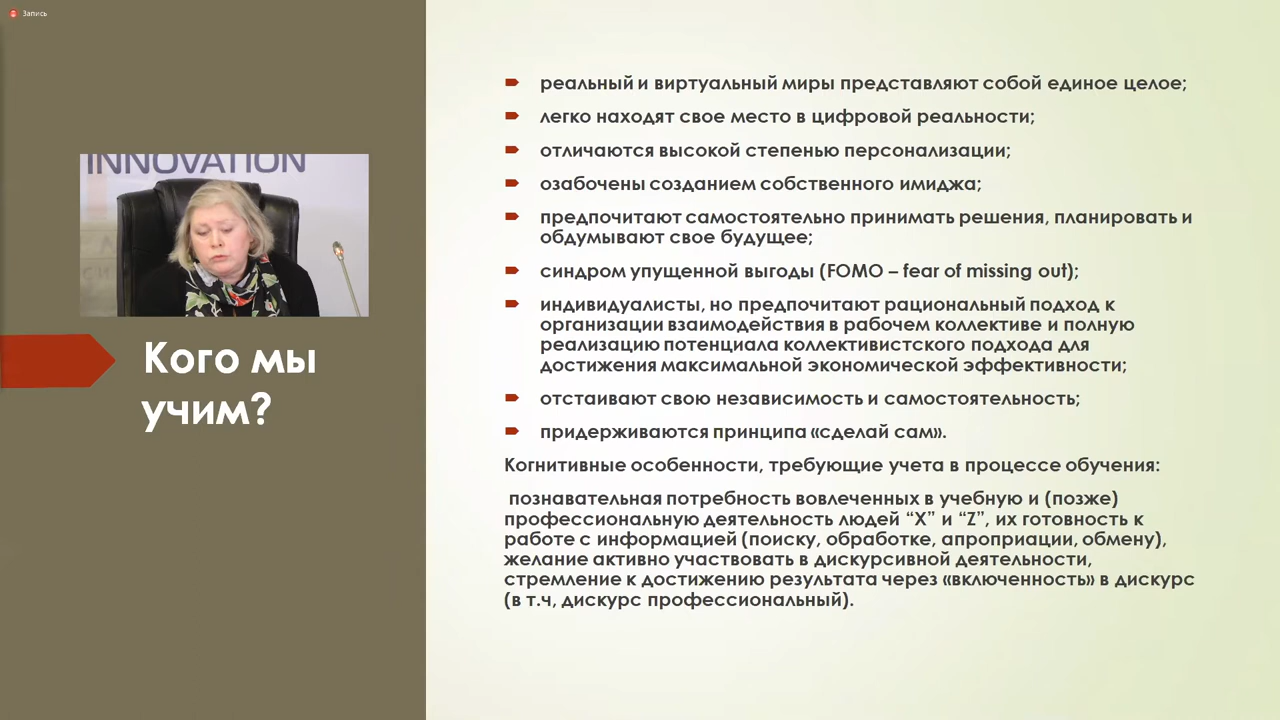 Запись
INNOVATION
Кого мы
учим?
реальный и виртуальный миры представляют собой единое целое;
легко находят свое место в цифровой реальности;
отличаются высокой степенью персонализации;
озабочены созданием собственного имиджа;
предпочитают самостоятельно принимать решения, планировать и
обдумывают свое будущее;
синдром упущенной выгоды (FOMO – fear of missing out);
индивидуалисты, но предпочитают рациональный подход к
организации взаимодействия в рабочем коллективе и полную
реализацию потенциала коллективистского подхода для
достижения максимальной экономической эффективности;
отстаивают свою независимость и самостоятельность;
придерживаются принципа «сделай сам».
Когнитивные особенности, требующие учета в процессе обучения:
познавательная потребность вовлеченных в учебную и (позже)
профессиональную деятельность людей “X” и “Z”, их готовность к
работе с информацией (поиску, обработке, апроприации, обмену),
желание активно участвовать в дискурсивной деятельности,
стремление к достижению результата через «включенность» в дискурс
(в т.ч, дискурс профессиональный).